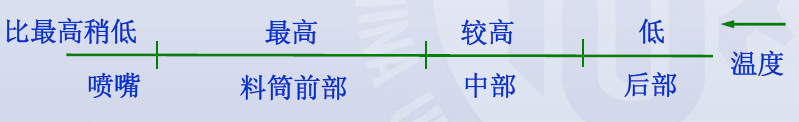 比最高稍低 最高 较高 低
温度
喷嘴 料筒前部 中部 后部
INA U